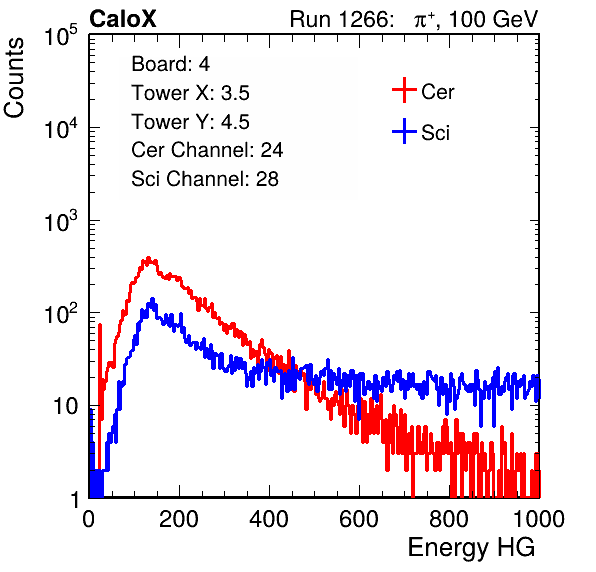 CaloX Run 1266: π⁺, 100 GeV
Counts
10⁵
10⁴
10³
10²
10
1
Board: 4
Tower X: 3.5
Tower Y: 4.5
Cer Channel: 24
Sci Channel: 28
Cer
Sci
0 200 400 600 800 1000
Energy HG